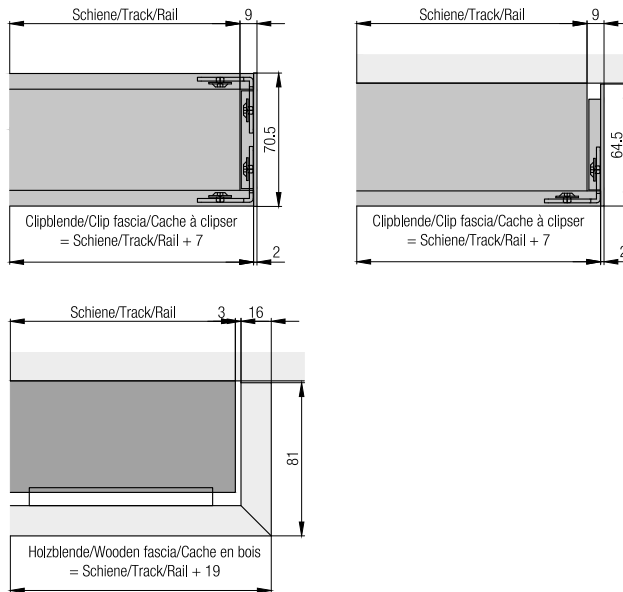 Schiene/Track/Rail 9
70.5
Clipblende/Clip fascia/Cache à clipser
= Schiene/Track/Rail + 7
2
Schiene/Track/Rail 9
64.5
Clipblende/Clip fascia/Cache à clipser
= Schiene/Track/Rail + 7
2
Schiene/Track/Rail 3 16
81
Holzblende/Wooden fascia/Cache en bois
= Schiene/Track/Rail + 19